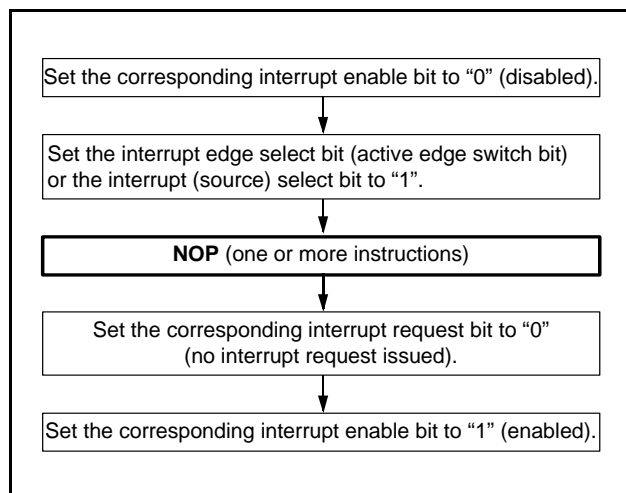 Set the corresponding interrupt enable bit to “0” (disabled).
Set the interrupt edge select bit (active edge switch bit)
or the interrupt (source) select bit to “1”.
NOP (one or more instructions)
Set the corresponding interrupt request bit to “0”
(no interrupt request issued).
Set the corresponding interrupt enable bit to “1” (enabled).